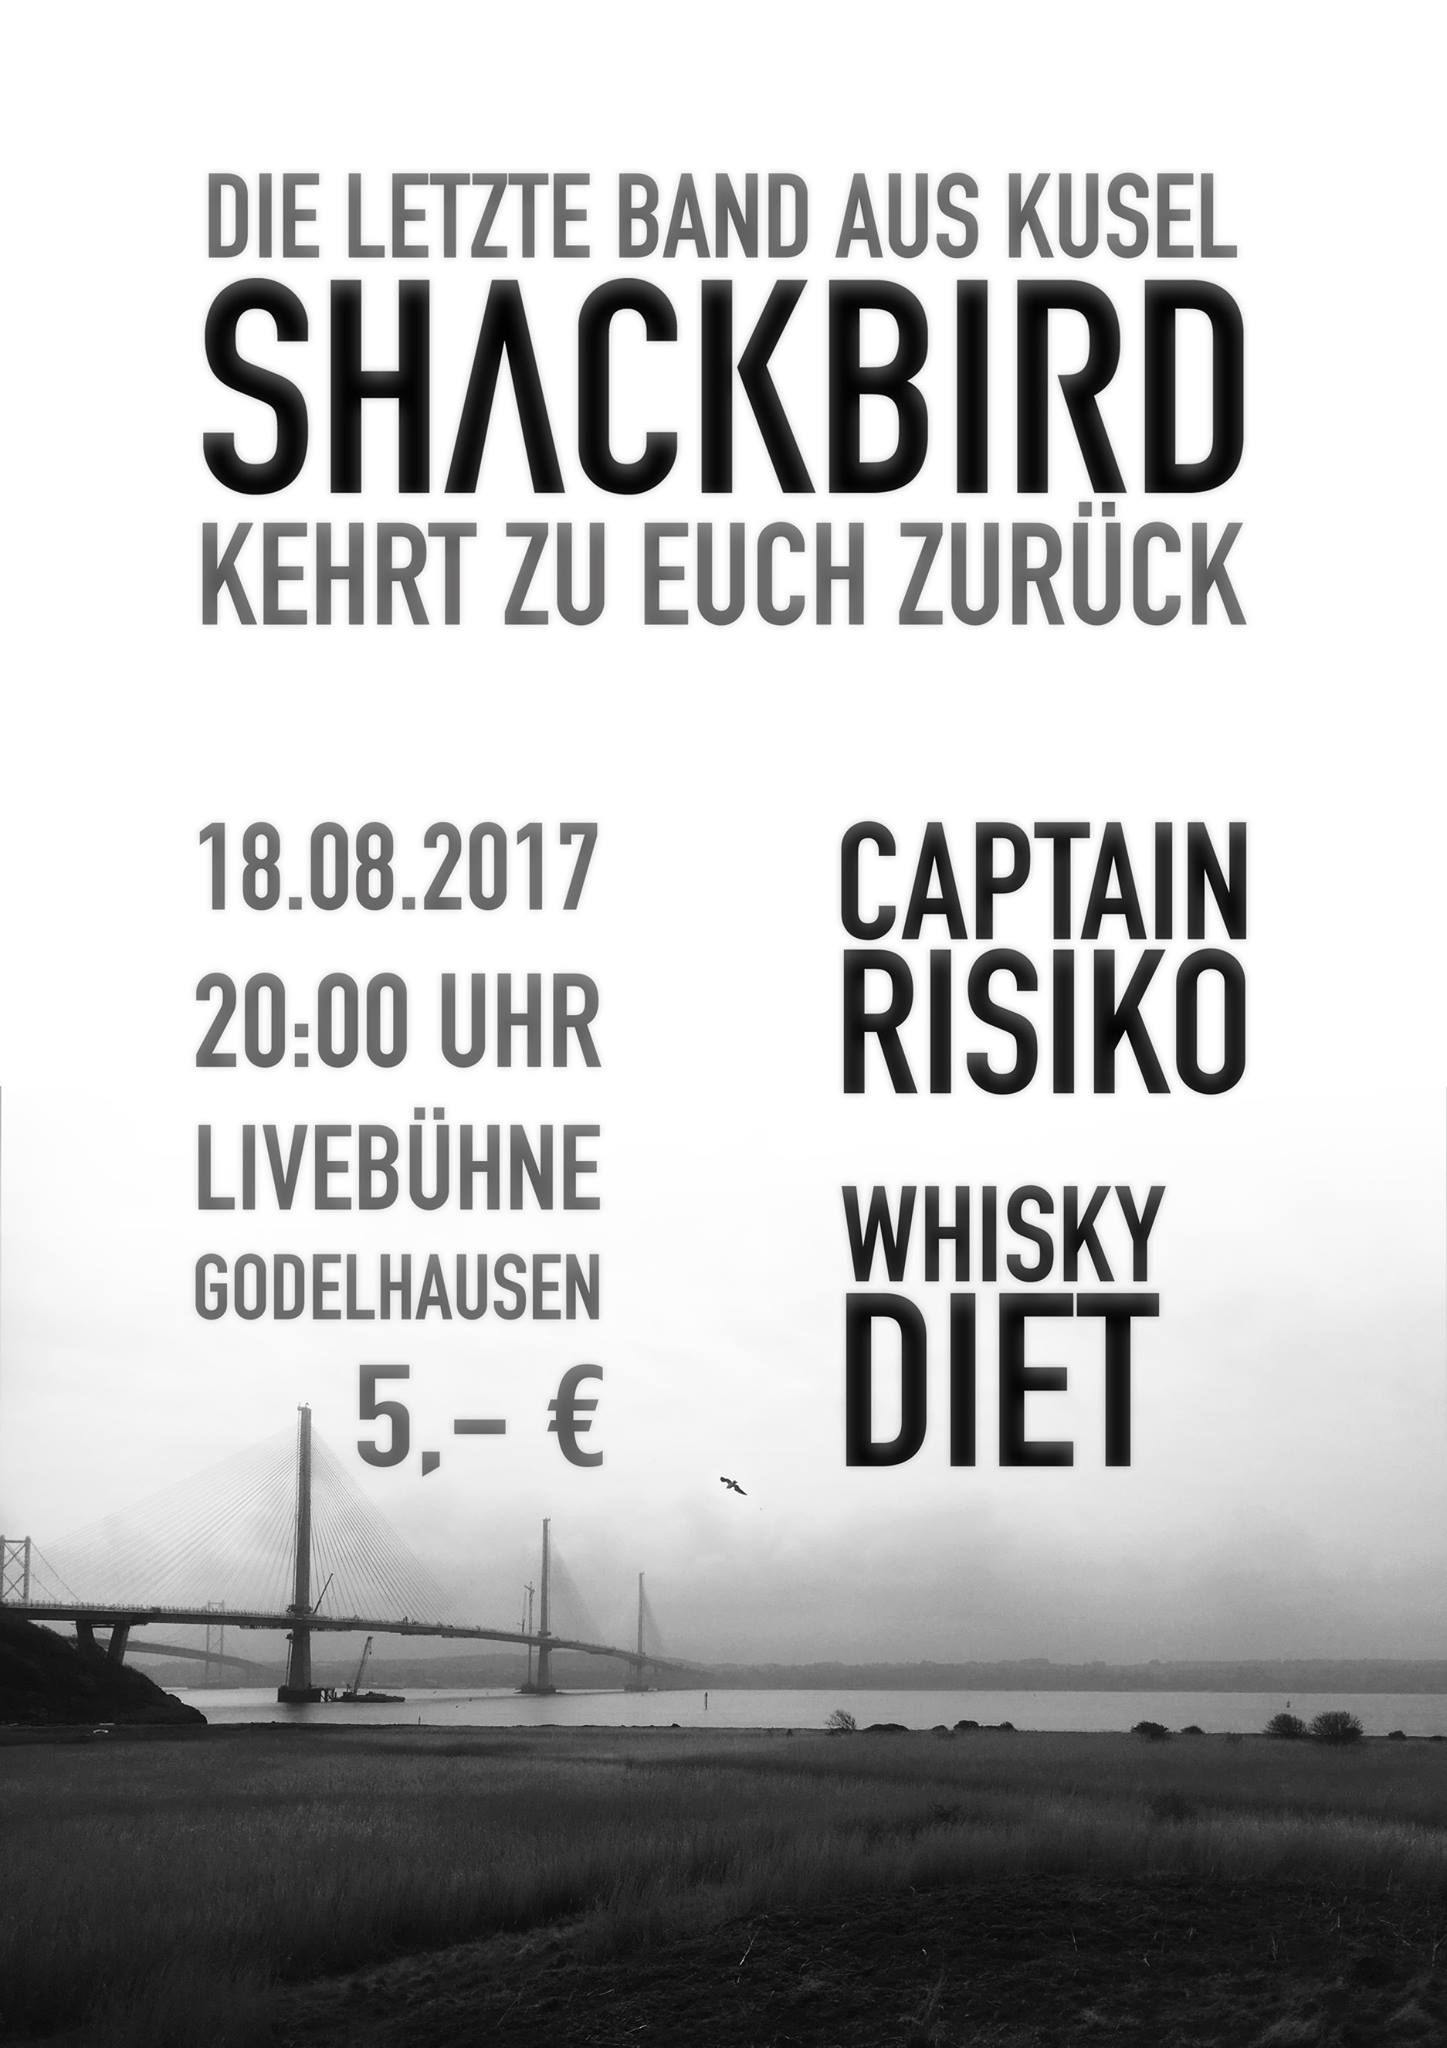 DIE LETZTE BAND AUS KUSEL
SHACKBIRD
KEHRT ZU EUCH ZURÜCK
18.08.2017
20:00 UHR
LIVEBÜHNE
GODELHAUSEN
5,- €
CAPTAIN
RISIKO
WHISKY
DIET